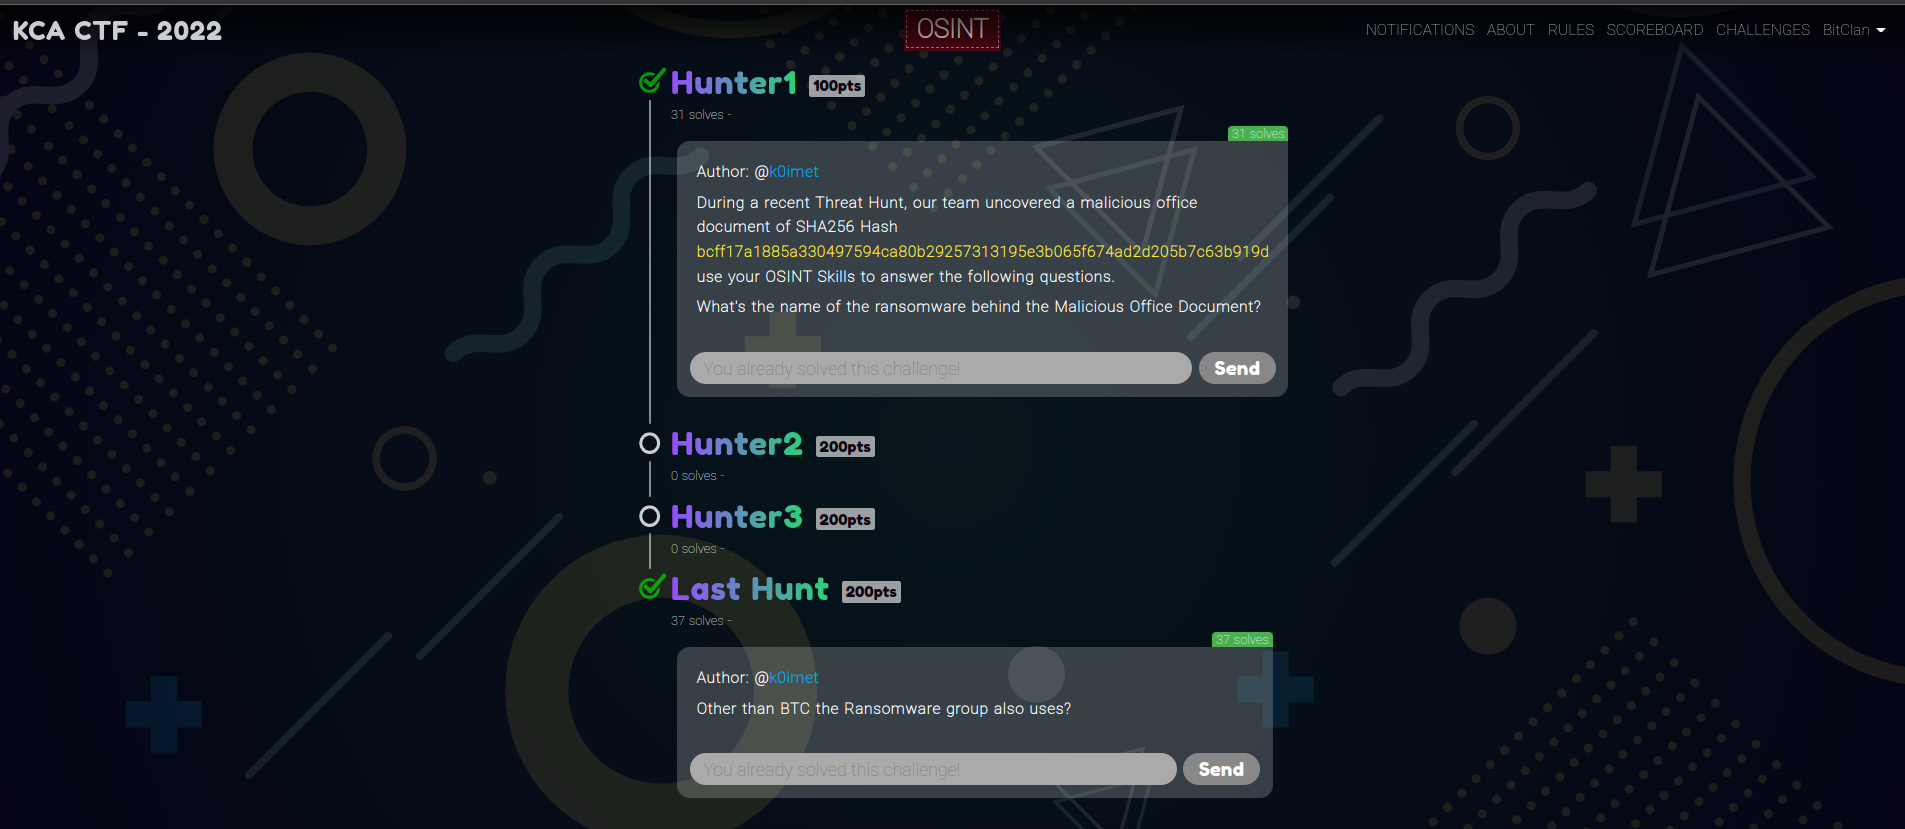 KCA CTF - 2022
OSINT
NOTIFICATIONS ABOUT RULES SCOREBOARD CHALLENGES BitClan
Hunter1 100pts
31 solves -
31 solves
Author: @k0imet
During a recent Threat Hunt, our team uncovered a malicious office
document of SHA256 Hash
bcff17a1885a330497594ca80b29257313195e3b065f674ad2d205b7c63b919d
use your OSINT Skills to answer the following questions.
What's the name of the ransomware behind the Malicious Office Document?
You already solved this challenge! Send
Hunter2 200pts
0 solves -
Hunter3 200pts
0 solves -
Last Hunt 200pts
37 solves -
37 solves
Author: @k0imet
Other than BTC the Ransomware group also uses?
You already solved this challenge! Send